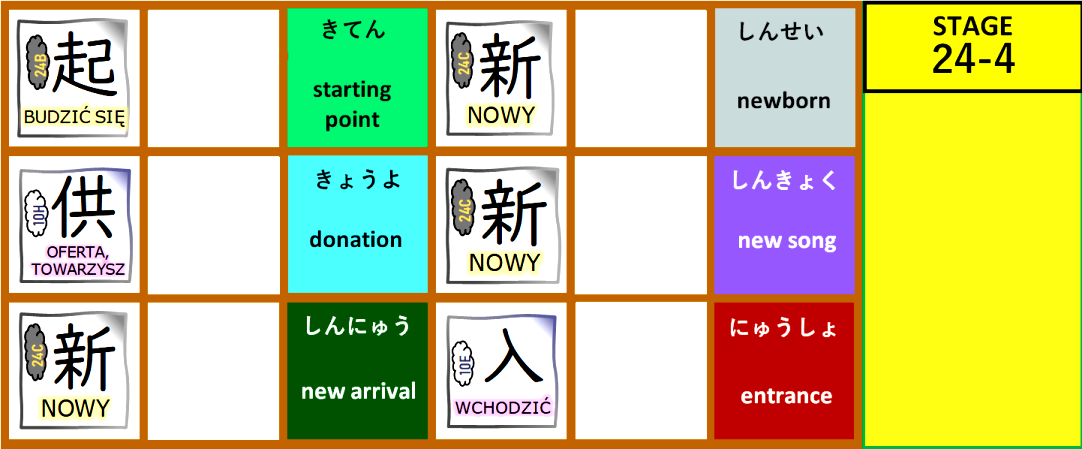 24B
起
BUDZIĆ SIĘ
きてん
starting
point
24C
新
NOWY
しんせい
newborn
STAGE
24-4
10H
供
OFERTA,
TOWARZYSZ
きょうよ
donation
24C
新
NOWY
しんきょく
new song
24C
新
NOWY
しんにゅう
new arrival
10E
入
WCHODZIĆ
にゅうしょ
entrance